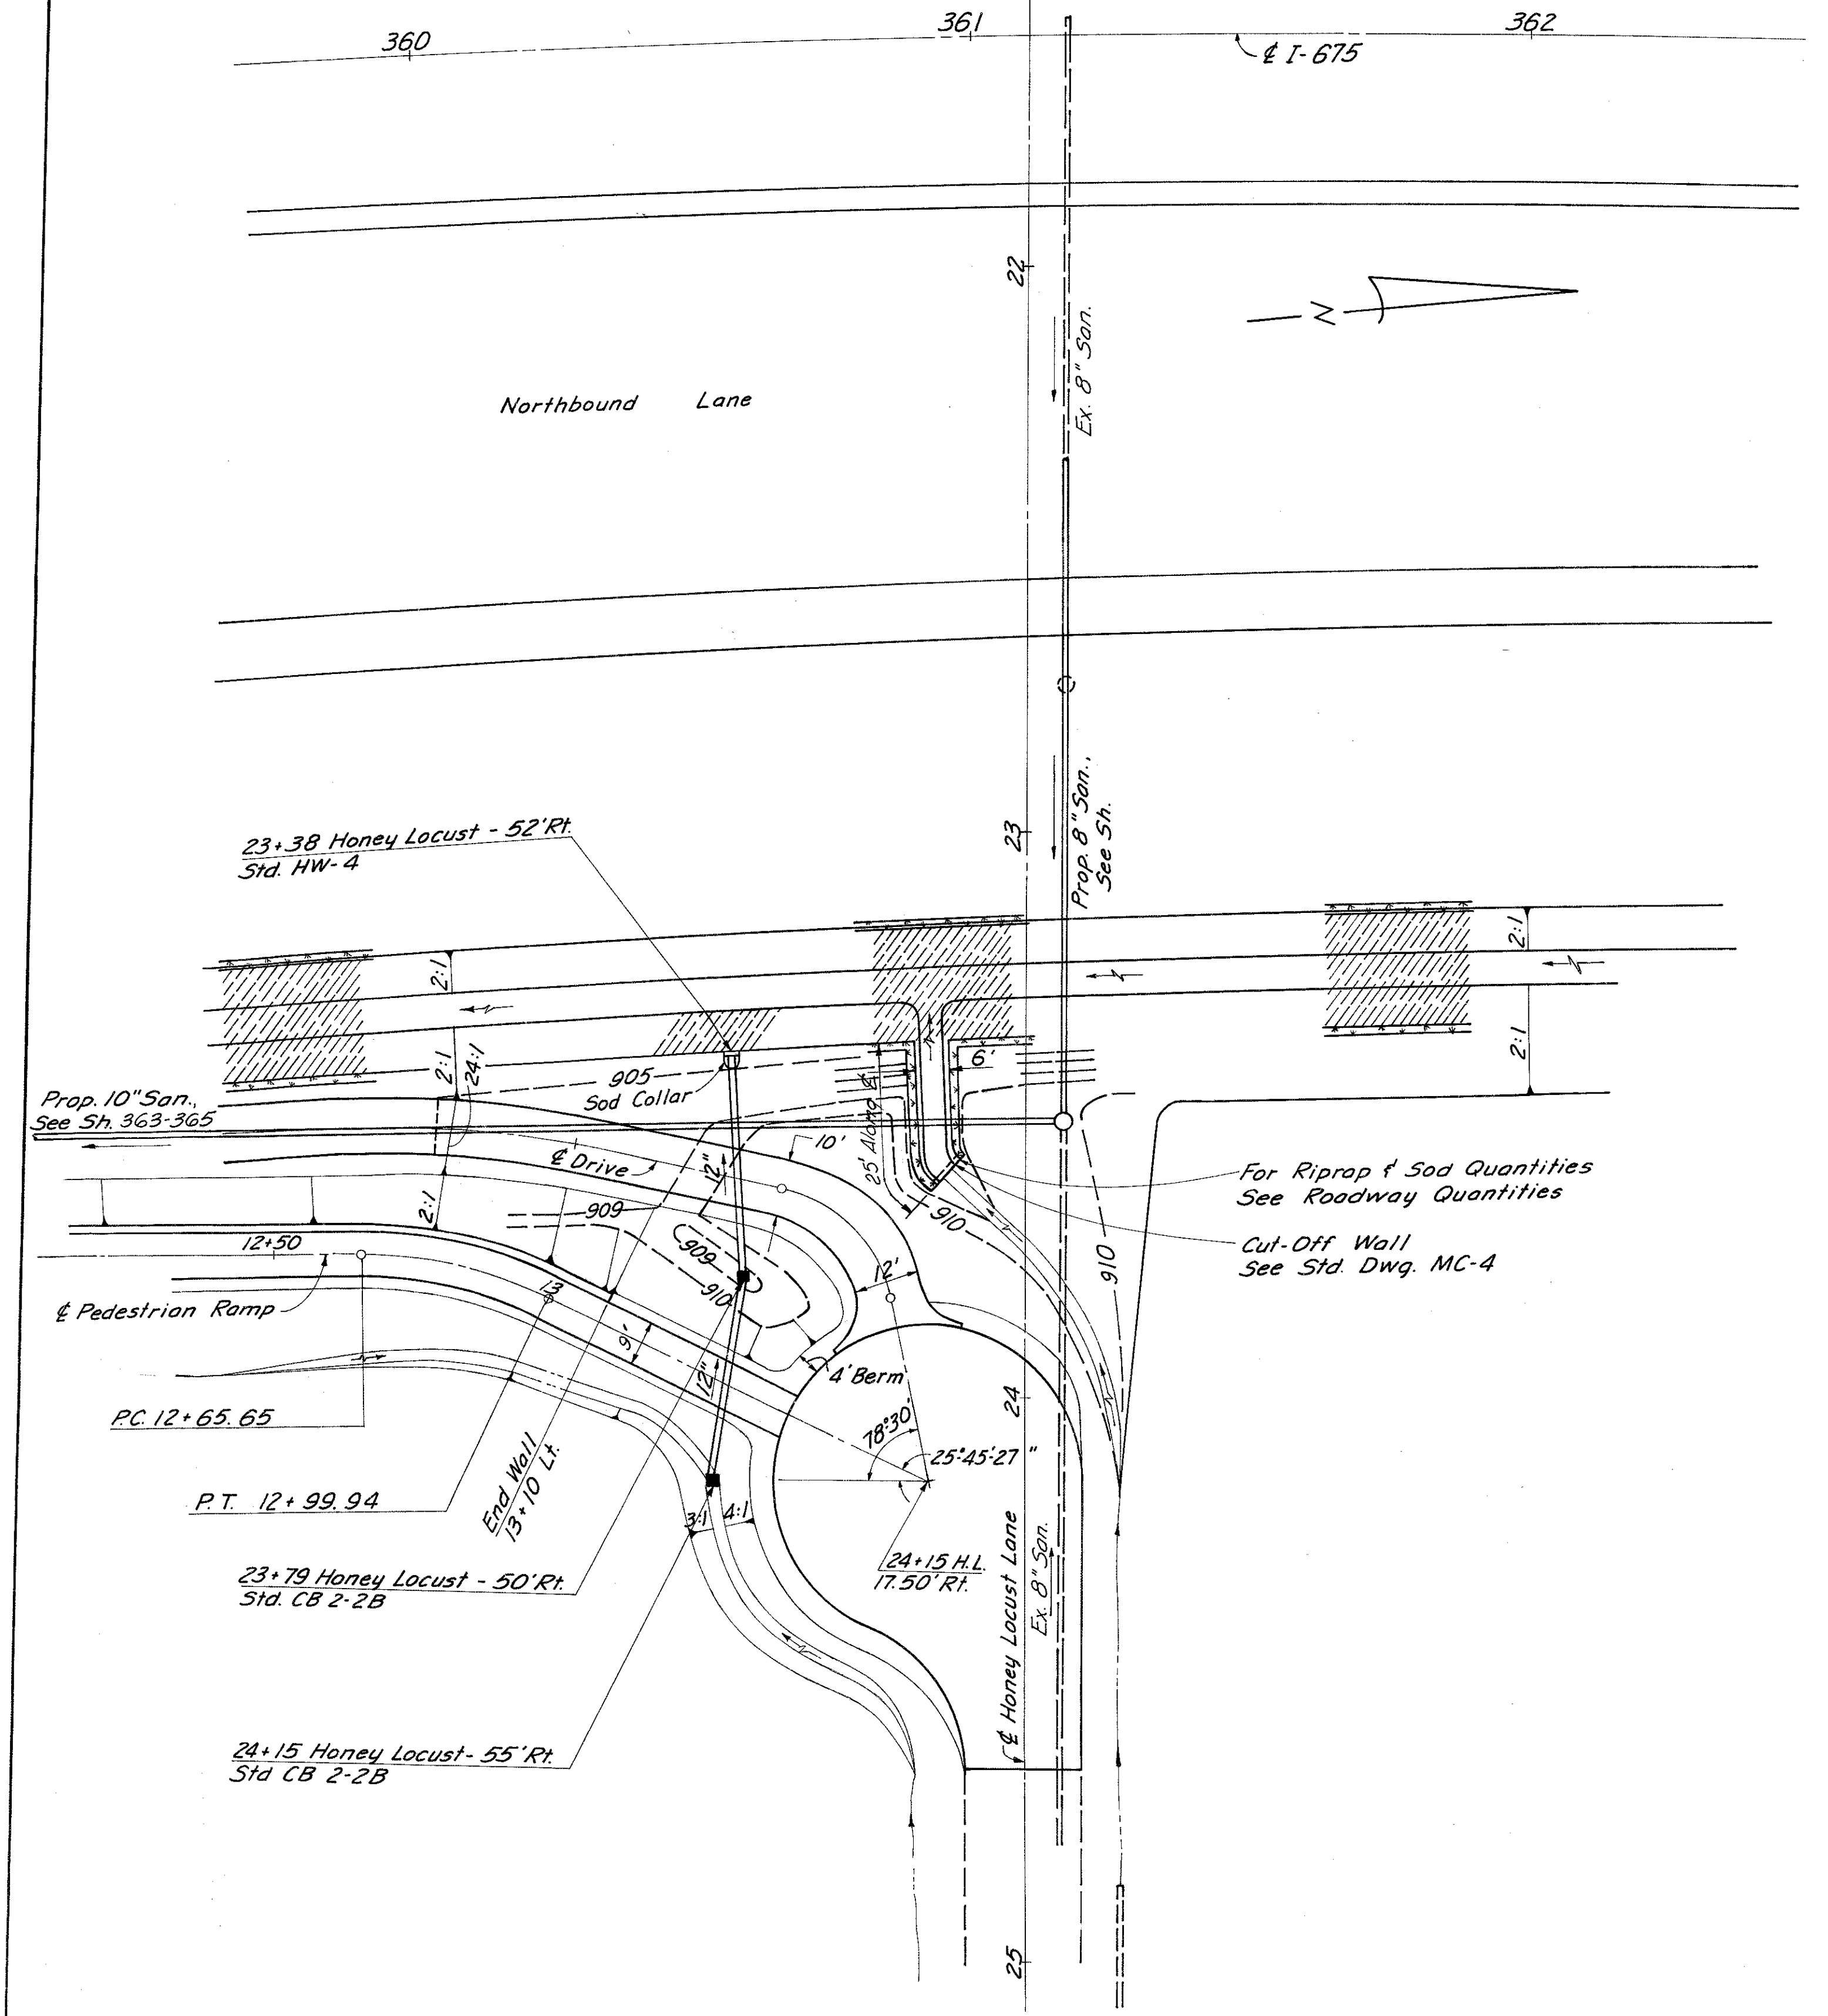 360
361
362
℄ I-675
22
N
Ex. 8" San.
Northbound Lane
23
Prop. 8" San.,
See Sh.
23+38 Honey Locust - 52' Rt.
Std. HW-4
2:1
2:1
2:1
24:1
2:1
905
Sod Collar
6'
25' Along ℄
Prop. 10" San.,
See Sh. 363-365
℄ Drive
12"
10'
For Riprap & Sod Quantities
See Roadway Quantities
2:1
909
909
910
910
910
Cut-Off Wall
See Std. Dwg. MC-4
12+50
℄ Pedestrian Ramp
13
12'
9'
4' Berm
12"
24
P.C. 12+65.65
78°30'
25°45'27"
P.T. 12+99.94
End Wall
13+10 Lt.
3:1
4:1
23+79 Honey Locust - 50' Rt.
Std. CB 2-2B
24+15 H.L.
17.50' Rt.
℄ Honey Locust Lane
Ex. 8" San.
24+15 Honey Locust - 55' Rt.
Std CB 2-2B
25